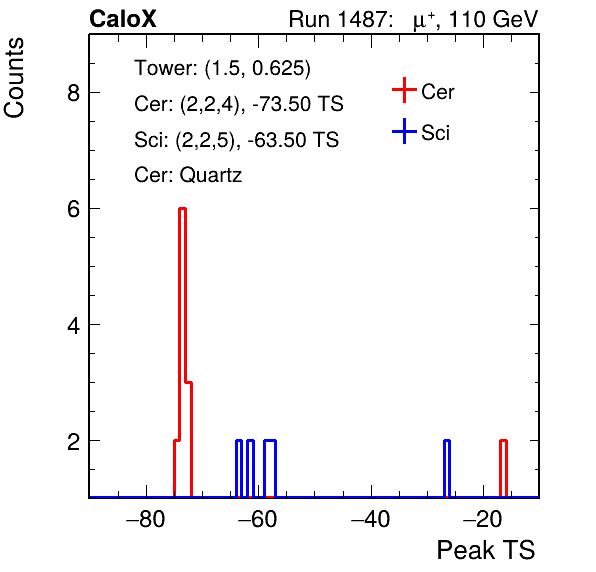 CaloX Run 1487: μ⁺, 110 GeV
Counts
Tower: (1.5, 0.625)
Cer: (2,2,4), -73.50 TS
Sci: (2,2,5), -63.50 TS
Cer: Quartz
Cer
Sci
8
6
4
2
−80 −60 −40 −20
Peak TS